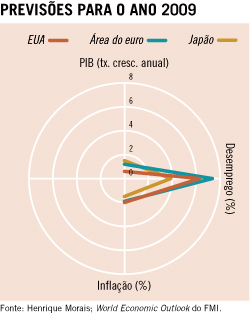 PREVISÕES PARA O ANO 2009
EUA Área do euro Japão
PIB (tx. cresc. anual)
8
6
4
2
0
Desemprego (%)
Inflação (%)
Fonte: Henrique Morais; World Economic Outlook do FMI.